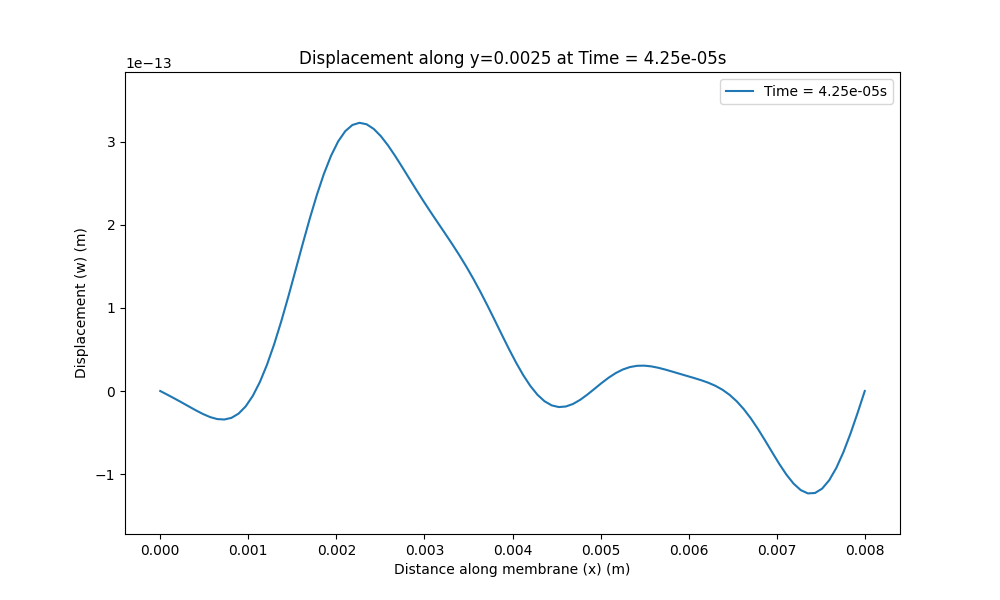 Displacement along y=0.0025 at Time = 4.25e-05s
1e−13
Time = 4.25e-05s
3
2
1
0
−1
Displacement (w) (m)
0.000 0.001 0.002 0.003 0.004 0.005 0.006 0.007 0.008
Distance along membrane (x) (m)